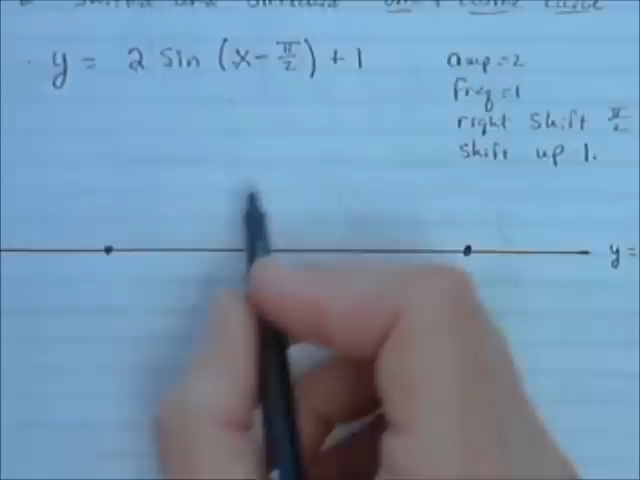 y = 2 sin (x - π/2) + 1
amp = 2
freq = 1
right shift π/2
shift up 1.
y =